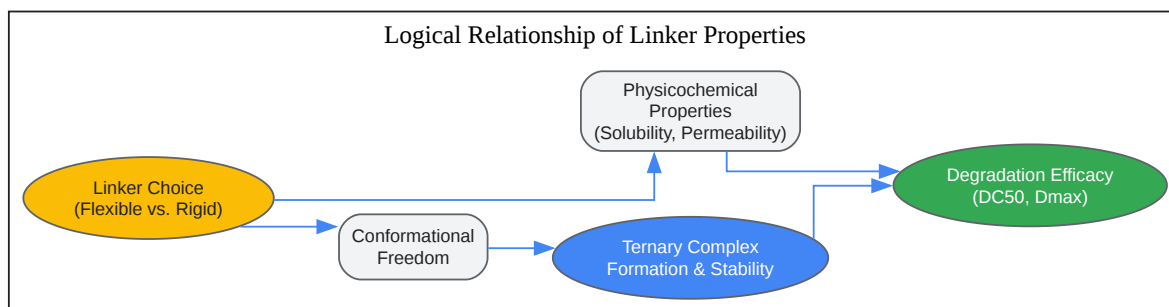 Logical Relationship of Linker Properties
Physicochemical
Properties
(Solubility, Permeability)
Linker Choice
(Flexible vs. Rigid)
Conformational
Freedom
Ternary Complex
Formation & Stability
Degradation Efficacy
(DC50, Dmax)